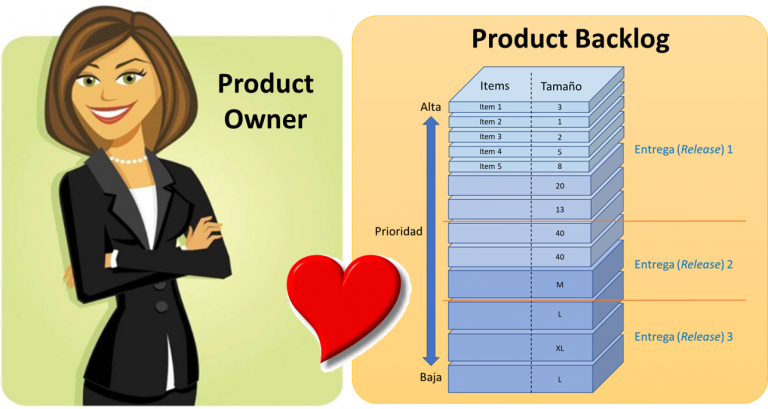 Product
Owner
Product Backlog
Items Tamaño
Alta
Item 1 3
Item 2 1
Item 3 2
Item 4 5
Item 5 8
Entrega (Release) 1
20
13
Prioridad
40
40
Entrega (Release) 2
M
L
Entrega (Release) 3
XL
Baja
L